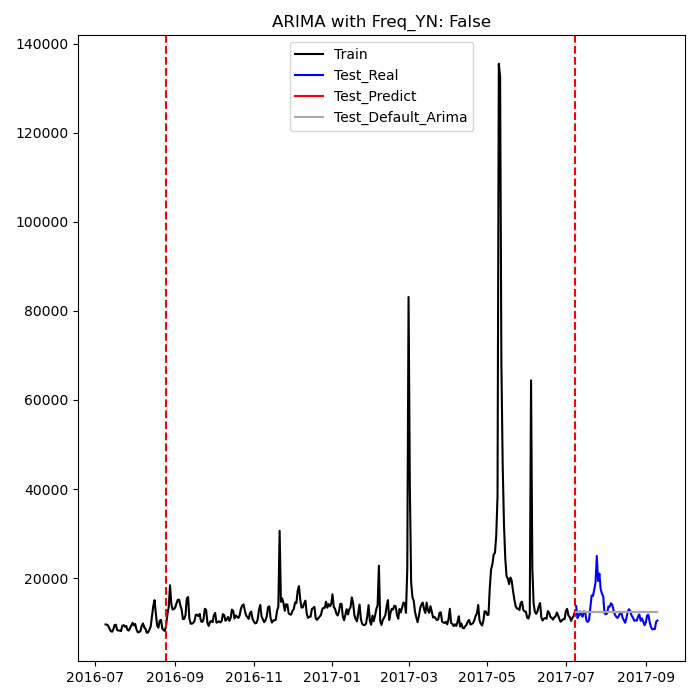 ARIMA with Freq_YN: False
140000
120000
100000
80000
60000
40000
20000
Train
Test_Real
Test_Predict
Test_Default_Arima
2016-07 2016-09 2016-11 2017-01 2017-03 2017-05 2017-07 2017-09